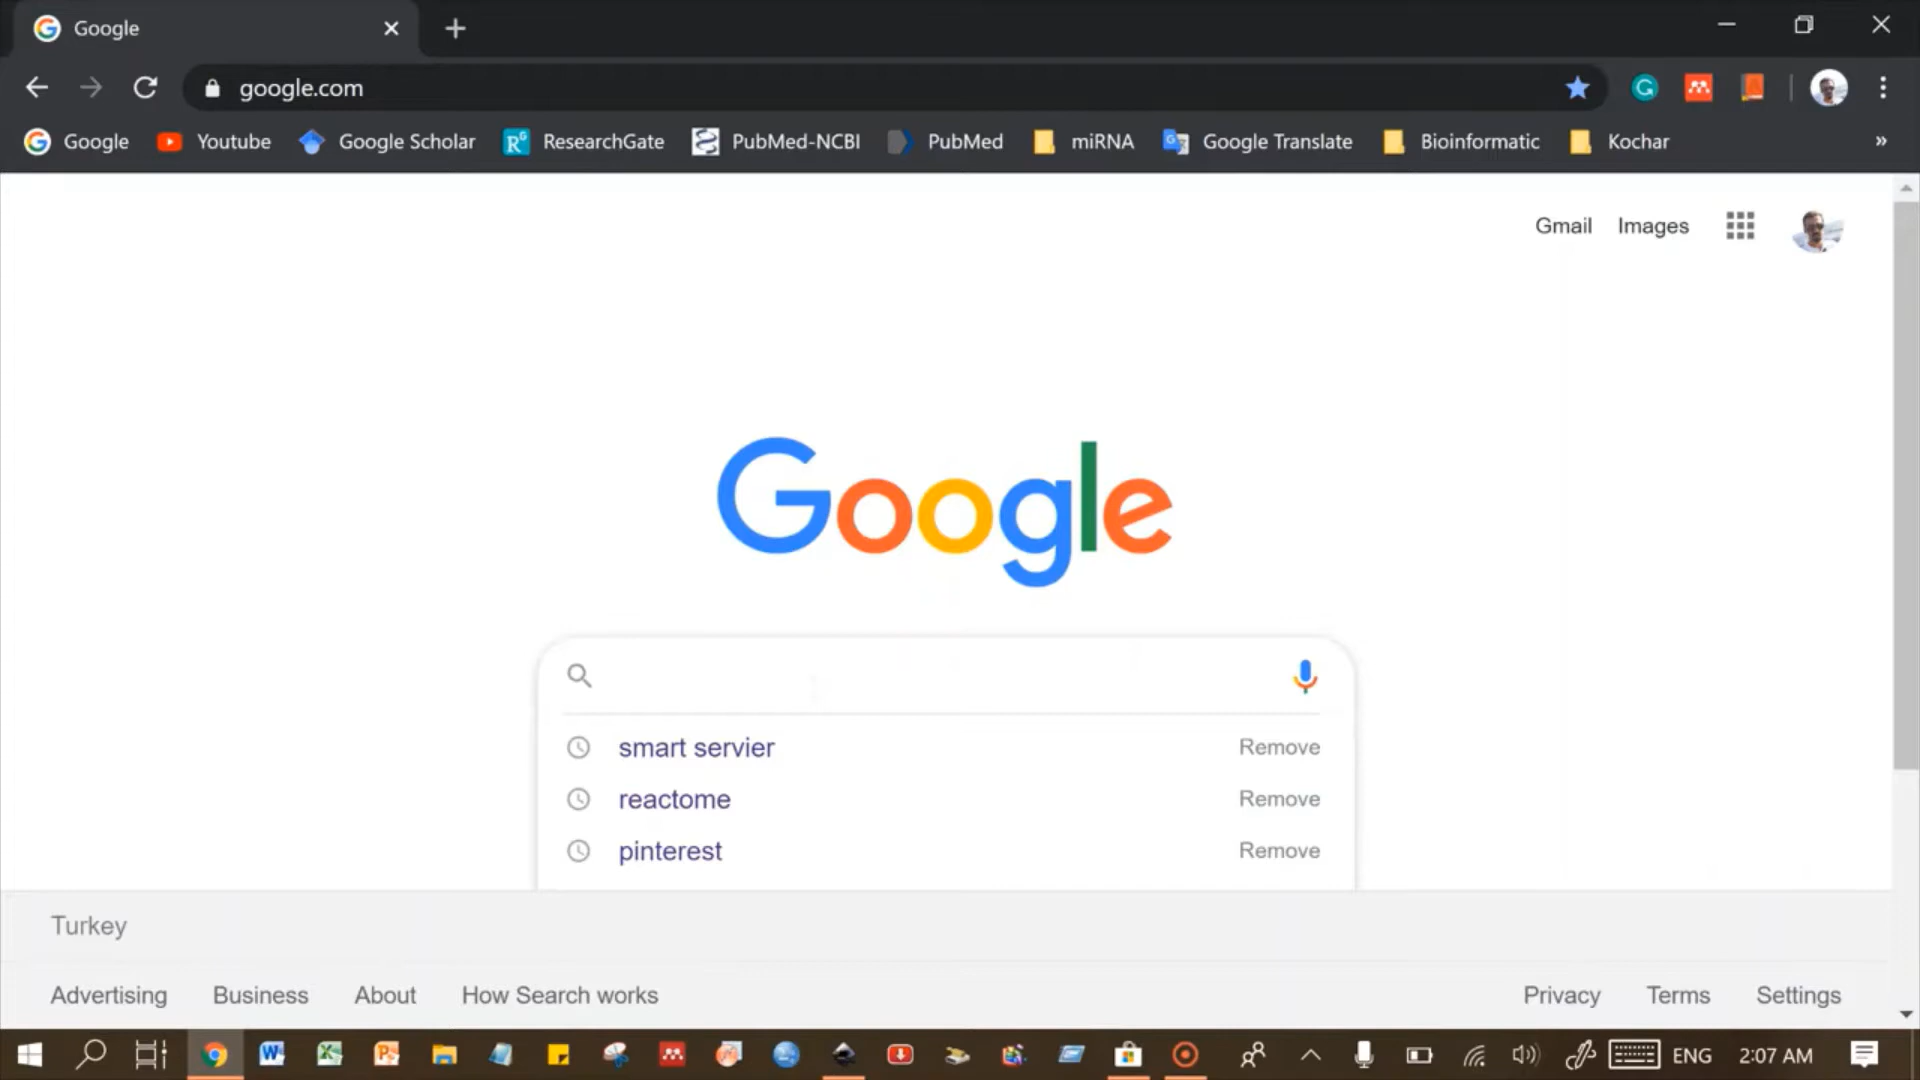 Google
google.com
Google Youtube Google Scholar ResearchGate PubMed-NCBI PubMed miRNA Google Translate Bioinformatic Kochar »
Gmail Images
Google
smart servier Remove
reactome Remove
pinterest Remove
Turkey
Advertising Business About How Search works Privacy Terms Settings
ENG 2:07 AM